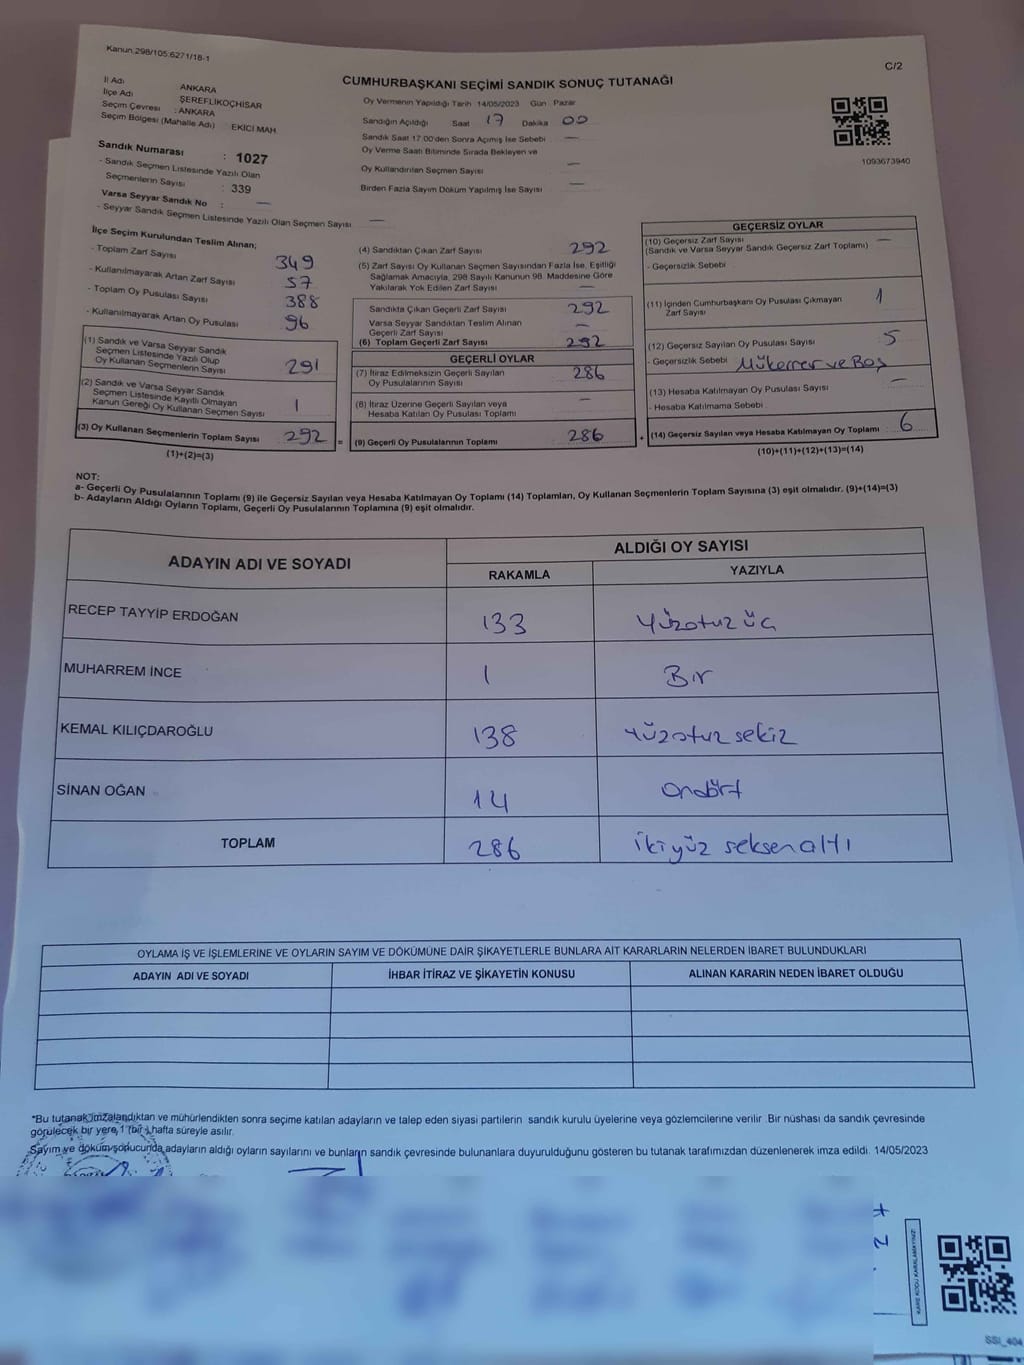 Kanun:298/105:6271/18-1
C/2
CUMHURBAŞKANI SEÇİMİ SANDIK SONUÇ TUTANAĞI
İl Adı : ANKARA
İlçe Adı : ŞEREFLİKOÇHİSAR
Seçim Çevresi : ANKARA
Seçim Bölgesi (Mahalle Adı) : EKİCİ MAH.
Sandık Numarası : 1027
- Sandık Seçmen Listesinde Yazılı Olan
Seçmenlerin Sayısı : 339
Varsa Seyyar Sandık No : —
- Seyyar Sandık Seçmen Listesinde Yazılı Olan Seçmen Sayısı —
Oy Vermenin Yapıldığı Tarih 14/05/2023 Gün : Pazar
Sandığın Açıldığı Saat 17 Dakika 00
Sandık Saat 17:00'den Sonra Açımış İse Sebebi —
Oy Verme Saati Bitiminde Sırada Bekleyen ve
Oy Kullandırılan Seçmen Sayısı —
Birden Fazla Sayım Döküm Yapılmış İse Sayısı —
1093673940
İlçe Seçim Kurulundan Teslim Alınan;
- Toplam Zarf Sayısı 349
- Kullanılmayarak Artan Zarf Sayısı 57
- Toplam Oy Pusulası Sayısı 388
- Kullanılmayarak Artan Oy Pusulası 96
(1) Sandık ve Varsa Seyyar Sandık
Seçmen Listesinde Yazılı Olup
Oy Kullanan Seçmenlerin Sayısı 291
(2) Sandık ve Varsa Seyyar Sandık
Seçmen Listesinde Kayıtlı Olmayan
Kanun Gereği Oy Kullanan Seçmen Sayısı 1
(3) Oy Kullanan Seçmenlerin Toplam Sayısı 292 =
(1)+(2)=(3)
(4) Sandıktan Çıkan Zarf Sayısı 292
(5) Zarf Sayısı Oy Kullanan Seçmen Sayısından Fazla İse, Eşitliği
Sağlamak Amacıyla, 298 Sayılı Kanunun 98. Maddesine Göre
Yakılarak Yok Edilen Zarf Sayısı —
Sandıkta Çıkan Geçerli Zarf Sayısı 292
Varsa Seyyar Sandıktan Teslim Alınan
Geçerli Zarf Sayısı —
(6) Toplam Geçerli Zarf Sayısı 292
GEÇERLİ OYLAR
(7) İtiraz Edilmeksizin Geçerli Sayılan
Oy Pusulalarının Sayısı 286
(8) İtiraz Üzerine Geçerli Sayılan veya
Hesaba Katılan Oy Pusulası Toplamı —
(9) Geçerli Oy Pusulalarının Toplamı 286 +
GEÇERSİZ OYLAR
(10) Geçersiz Zarf Sayısı —
(Sandık ve Varsa Seyyar Sandık Geçersiz Zarf Toplamı)
- Geçersizlik Sebebi
(11) İçinden Cumhurbaşkanı Oy Pusulası Çıkmayan
Zarf Sayısı 1
(12) Geçersiz Sayılan Oy Pusulası Sayısı 5
- Geçersizlik Sebebi Mükerrer ve Boş
(13) Hesaba Katılmayan Oy Pusulası Sayısı —
- Hesaba Katılmama Sebebi
(14) Geçersiz Sayılan veya Hesaba Katılmayan Oy Toplamı 6
(10)+(11)+(12)+(13)=(14)
NOT:
a- Geçerli Oy Pusulalarının Toplamı (9) ile Geçersiz Sayılan veya Hesaba Katılmayan Oy Toplamı (14) Toplamları, Oy Kullanan Seçmenlerin Toplam Sayısına (3) eşit olmalıdır. (9)+(14)=(3)
b- Adayların Aldığı Oyların Toplamı, Geçerli Oy Pusulalarının Toplamına (9) eşit olmalıdır.
ADAYIN ADI VE SOYADI ALDIĞI OY SAYISI
RAKAMLA YAZIYLA
RECEP TAYYİP ERDOĞAN 133 Yüzotuz üç
MUHARREM İNCE 1 Bir
KEMAL KILIÇDAROĞLU 138 Yüzotuz sekiz
SİNAN OĞAN 14 Ondört
TOPLAM 286 İkiyüz seksen altı
OYLAMA İŞ VE İŞLEMLERİNE VE OYLARIN SAYIM VE DÖKÜMÜNE DAİR ŞİKAYETLERLE BUNLARA AİT KARARLARIN NELERDEN İBARET BULUNDUKLARI
ADAYIN ADI VE SOYADI İHBAR İTİRAZ VE ŞİKAYETİN KONUSU ALINAN KARARIN NEDEN İBARET OLDUĞU
*Bu tutanak imzalandıktan ve mühürlendikten sonra seçime katılan adayların ve talep eden siyasi partilerin sandık kurulu üyelerine veya gözlemcilerine verilir. Bir nüshası da sandık çevresinde
görülecek bir yere 1 (bir) hafta süreyle asılır.
Sayım ve döküm sonucunda adayların aldığı oyların sayılarını ve bunların sandık çevresinde bulunanlara duyurulduğunu gösteren bu tutanak tarafımızdan düzenlenerek imza edildi. 14/05/2023
KARE KODU KARALAMAYINIZ!
SSI_404